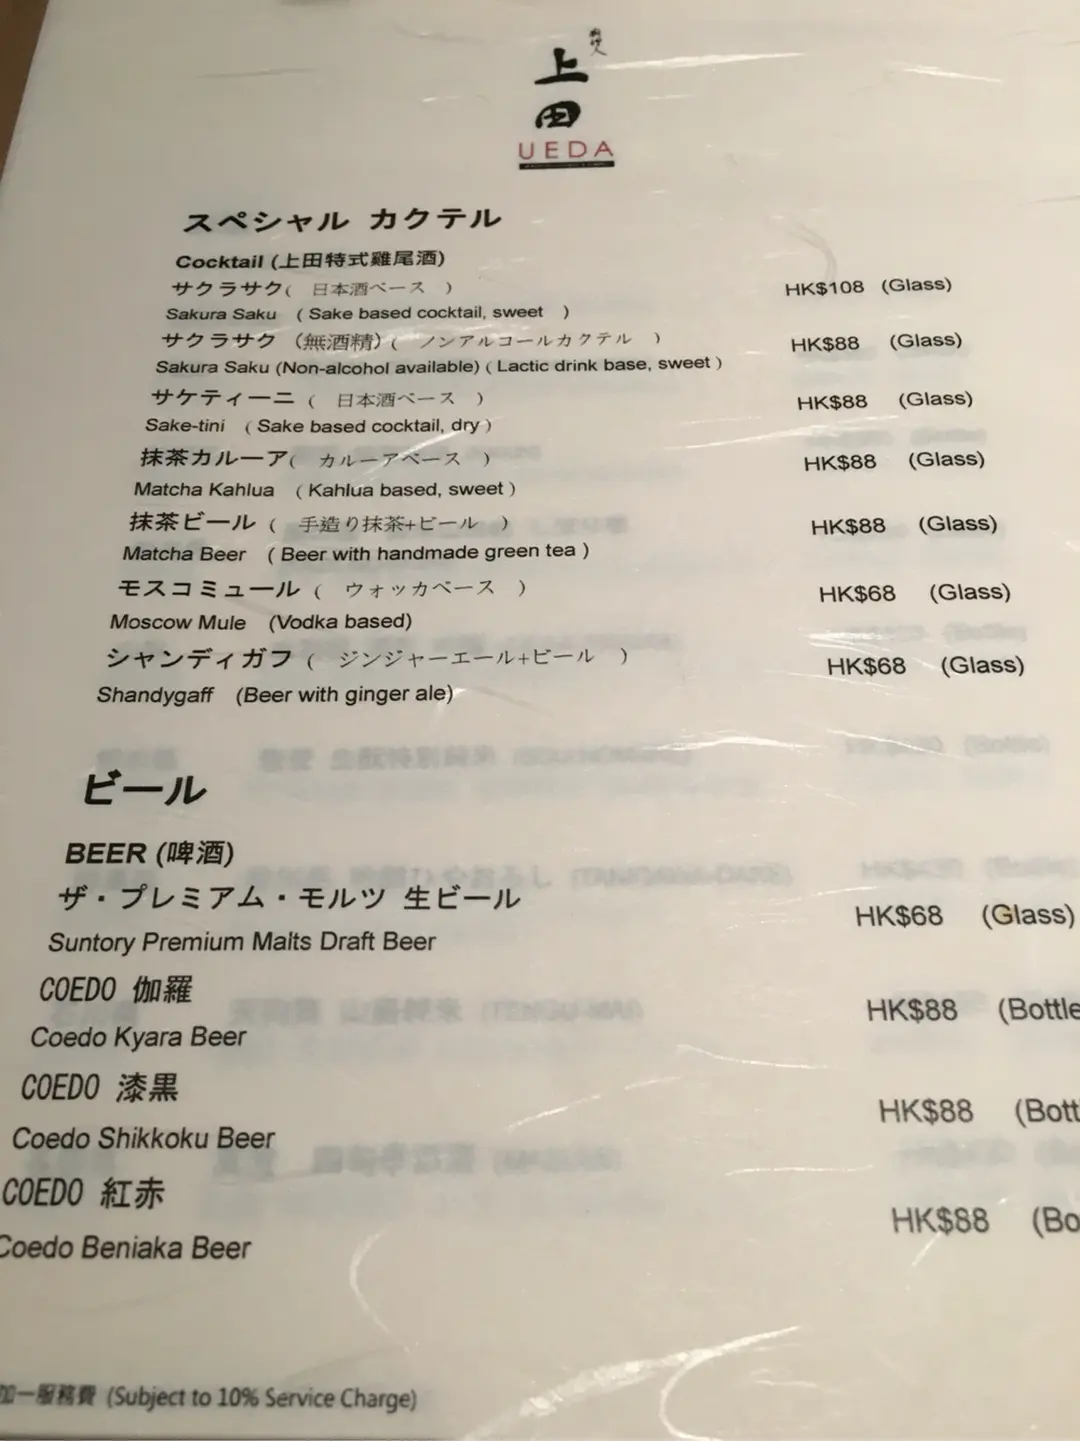 料理人
上
田
UEDA
スペシャル カクテル
Cocktail (上田特式雞尾酒)
サクラサク( 日本酒ベース ) HK$108 (Glass)
Sakura Saku ( Sake based cocktail, sweet )
サクラサク (無酒精)( ノンアルコールカクテル ) HK$88 (Glass)
Sakura Saku (Non-alcohol available) ( Lactic drink base, sweet )
サケティーニ ( 日本酒ベース ) HK$88 (Glass)
Sake-tini ( Sake based cocktail, dry )
抹茶カルーア( カルーアベース ) HK$88 (Glass)
Matcha Kahlua ( Kahlua based, sweet )
抹茶ビール ( 手造り抹茶+ビール ) HK$88 (Glass)
Matcha Beer ( Beer with handmade green tea )
モスコミュール ( ウォッカベース ) HK$68 (Glass)
Moscow Mule (Vodka based)
シャンディガフ ( ジンジャーエール+ビール ) HK$68 (Glass)
Shandygaff (Beer with ginger ale)
ビール
BEER (啤酒)
ザ・プレミアム・モルツ 生ビール HK$68 (Glass)
Suntory Premium Malts Draft Beer
COEDO 伽羅 HK$88 (Bottle
Coedo Kyara Beer
COEDO 漆黒 HK$88 (Bott
Coedo Shikkoku Beer
COEDO 紅赤 HK$88 (Bo
Coedo Beniaka Beer
加一服務費 (Subject to 10% Service Charge)